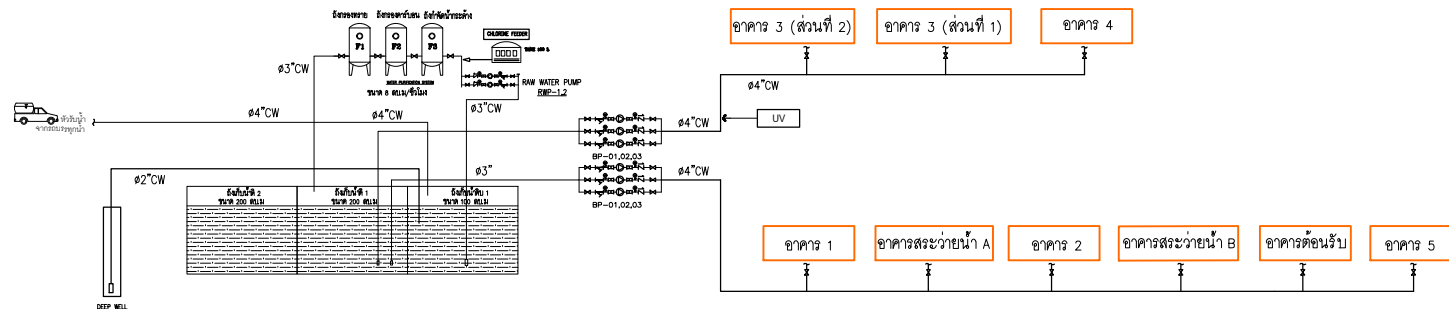 ถังกรองทราย ถังกรองคาร์บอน ถังกำจัดน้ำกระด้าง
F1 F2 F3
CHLORINE FEEDER
WATER PURIFICATION SYSTEM
ขนาด 8 ตบ.ม/ชั่วโมง
RAW WATER PUMP
RWP-1,2
ø3"CW
ø3"CW
ø4"CW
ø4"CW
หัวรับน้ำ
จากรถบรรทุกน้ำ
ø2"CW
ø3"
ถังเก็บน้ำดี 2
ขนาด 200 ตบ.ม
ถังเก็บน้ำดี 1
ขนาด 200 ตบ.ม
ถังเก็บน้ำดิบ 1
ขนาด 100 ตบ.ม
DEEP WELL
BP-01,02,03
BP-01,02,03
ø4"CW
ø4"CW
ø4"CW
UV
อาคาร 3 (ส่วนที่ 2)
อาคาร 3 (ส่วนที่ 1)
อาคาร 4
อาคาร 1
อาคารสระว่ายน้ำ A
อาคาร 2
อาคารสระว่ายน้ำ B
อาคารต้อนรับ
อาคาร 5